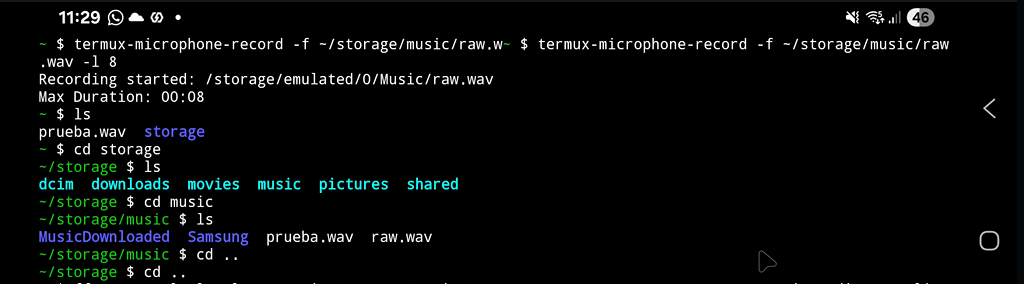 11:29
46
~ $ termux-microphone-record -f ~/storage/music/raw.w~ $ termux-microphone-record -f ~/storage/music/raw
.wav -l 8
Recording started: /storage/emulated/0/Music/raw.wav
Max Duration: 00:08
~ $ ls
prueba.wav  storage
~ $ cd storage
~/storage $ ls
dcim  downloads  movies  music  pictures  shared
~/storage $ cd music
~/storage/music $ ls
MusicDownloaded  Samsung  prueba.wav  raw.wav
~/storage/music $ cd ..
~/storage $ cd ..